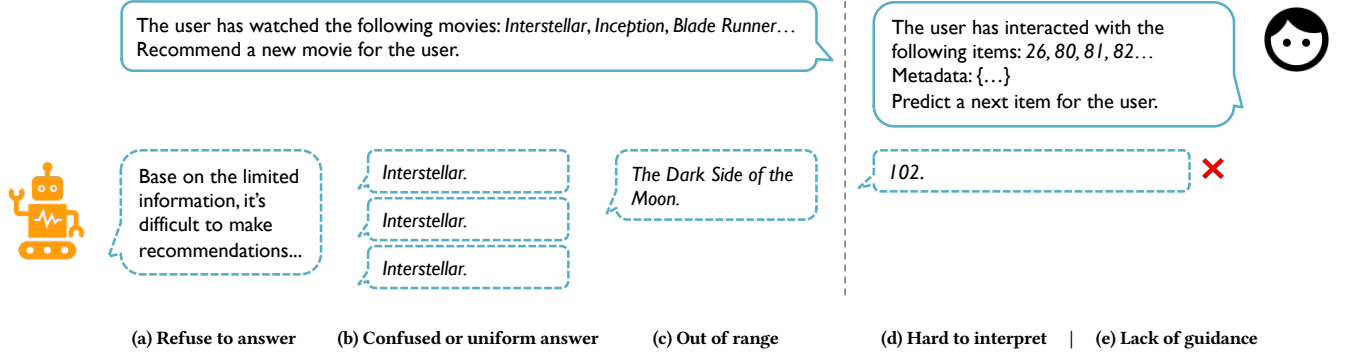 The user has watched the following movies: Interstellar, Inception, Blade Runner…
Recommend a new movie for the user.
The user has interacted with the
following items: 26, 80, 81, 82…
Metadata: {…}
Predict a next item for the user.
Base on the limited
information, it's
difficult to make
recommendations...
Interstellar.
Interstellar.
Interstellar.
The Dark Side of the
Moon.
102.
(a) Refuse to answer
(b) Confused or uniform answer
(c) Out of range
(d) Hard to interpret | (e) Lack of guidance